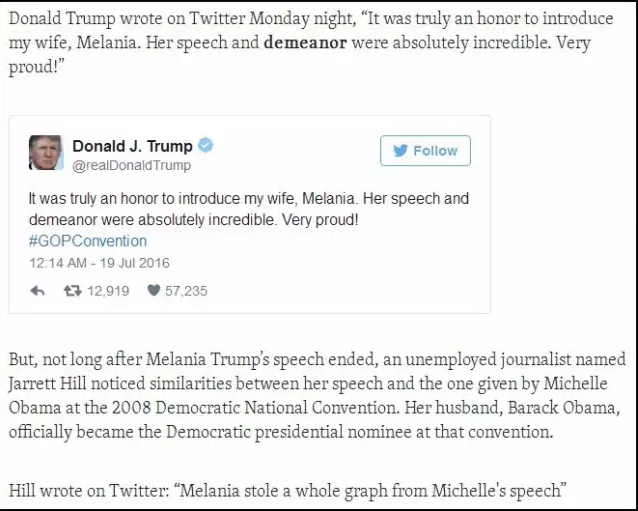 Donald Trump wrote on Twitter Monday night, “It was truly an honor to introduce
my wife, Melania. Her speech and demeanor were absolutely incredible. Very
proud!”
Donald J. Trump
Follow
@realDonaldTrump
It was truly an honor to introduce my wife, Melania. Her speech and
demeanor were absolutely incredible. Very proud!
#GOPConvention
12:14 AM - 19 Jul 2016
12,919 57,235
But, not long after Melania Trump’s speech ended, an unemployed journalist named
Jarrett Hill noticed similarities between her speech and the one given by Michelle
Obama at the 2008 Democratic National Convention. Her husband, Barack Obama,
officially became the Democratic presidential nominee at that convention.
Hill wrote on Twitter: “Melania stole a whole graph from Michelle's speech”